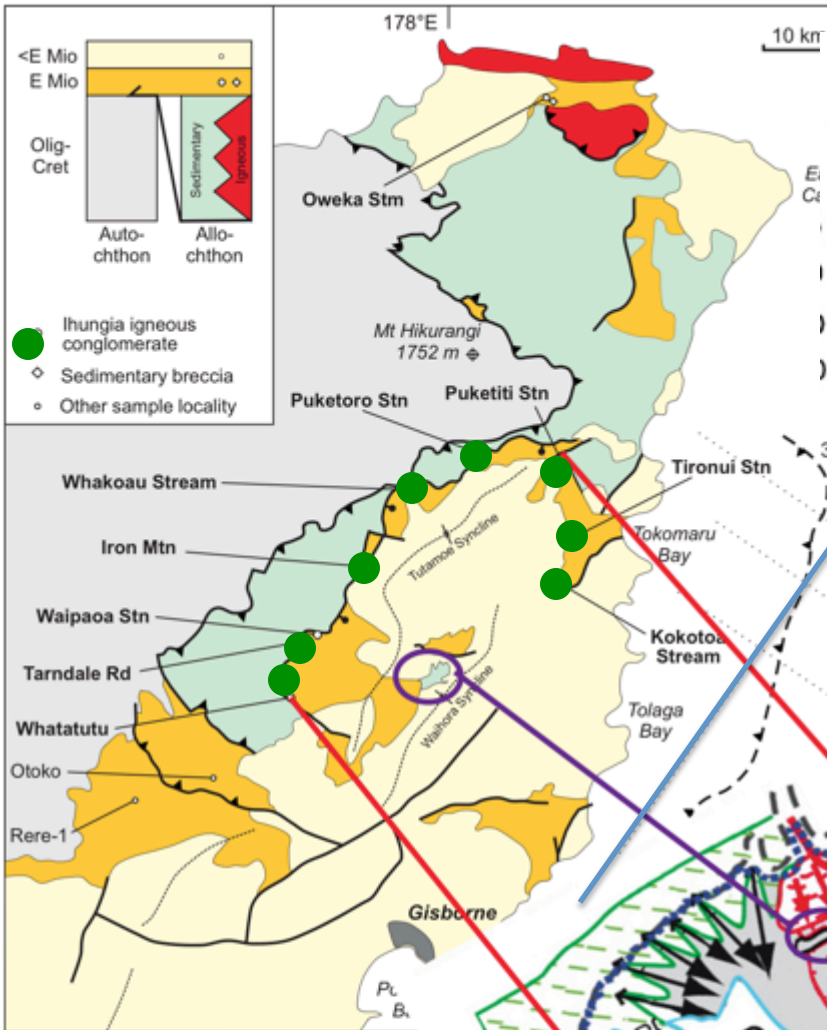 178°E
10 km
<E Mio
E Mio
Olig-
Cret
Sedimentary
Igneous
Auto-
chthon
Allo-
chthon
Ihungia igneous
conglomerate
Sedimentary breccia
Other sample locality
Oweka Stm
Mt Hikurangi
1752 m
Puketoro Stn
Puketiti Stn
Whakoau Stream
Tironui Stn
Iron Mtn
Tutamoe Syncline
Tokomaru
Bay
Waipaoa Stn
Kokotoa
Stream
Tarndale Rd
Waihora Syncline
Whatatutu
Tolaga
Bay
Otoko
Rere-1
Gisborne